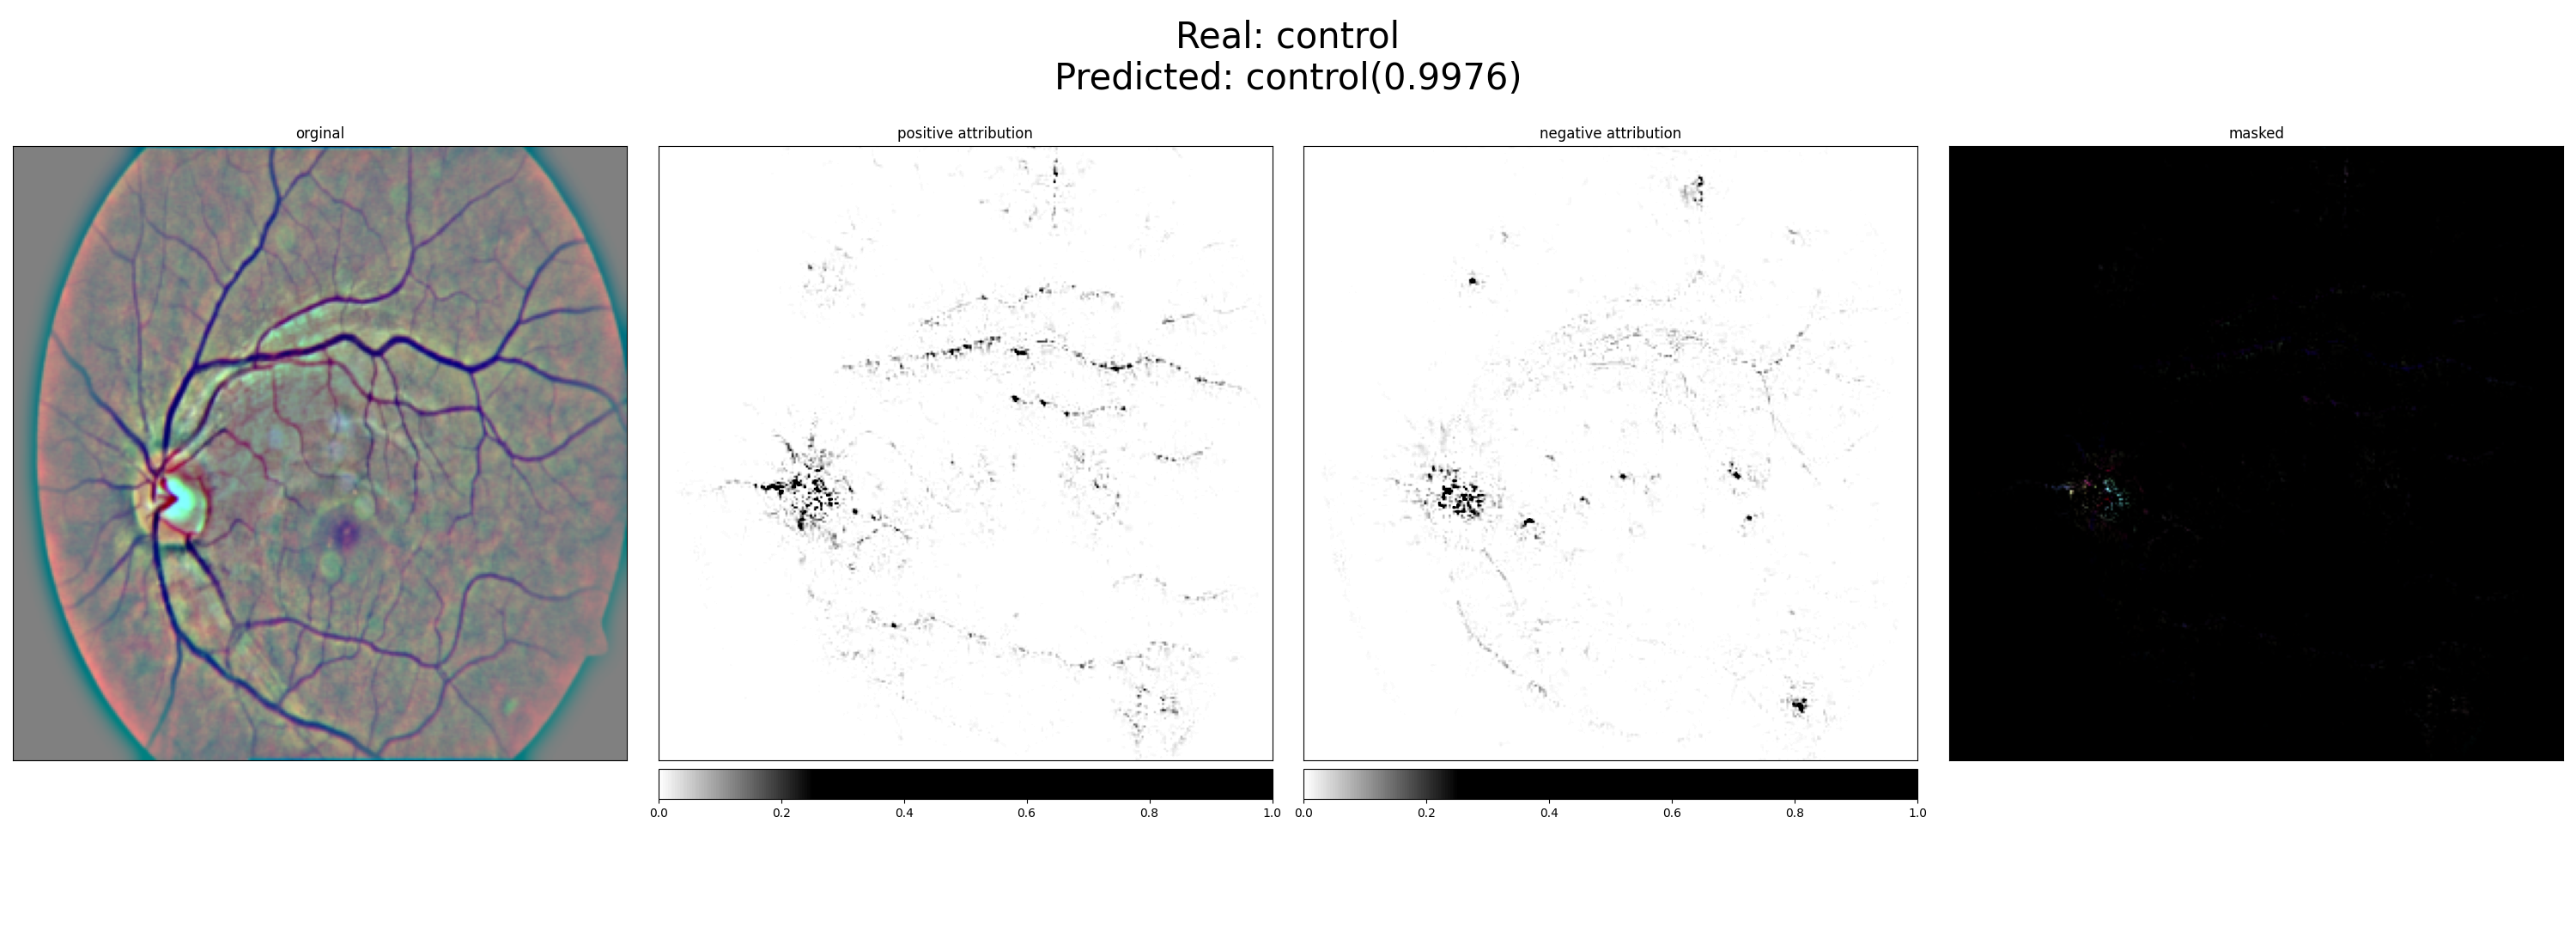 Real: control
Predicted: control(0.9976)
orginal
positive attribution
negative attribution
masked
0.0 0.2 0.4 0.6 0.8 1.0
0.0 0.2 0.4 0.6 0.8 1.0